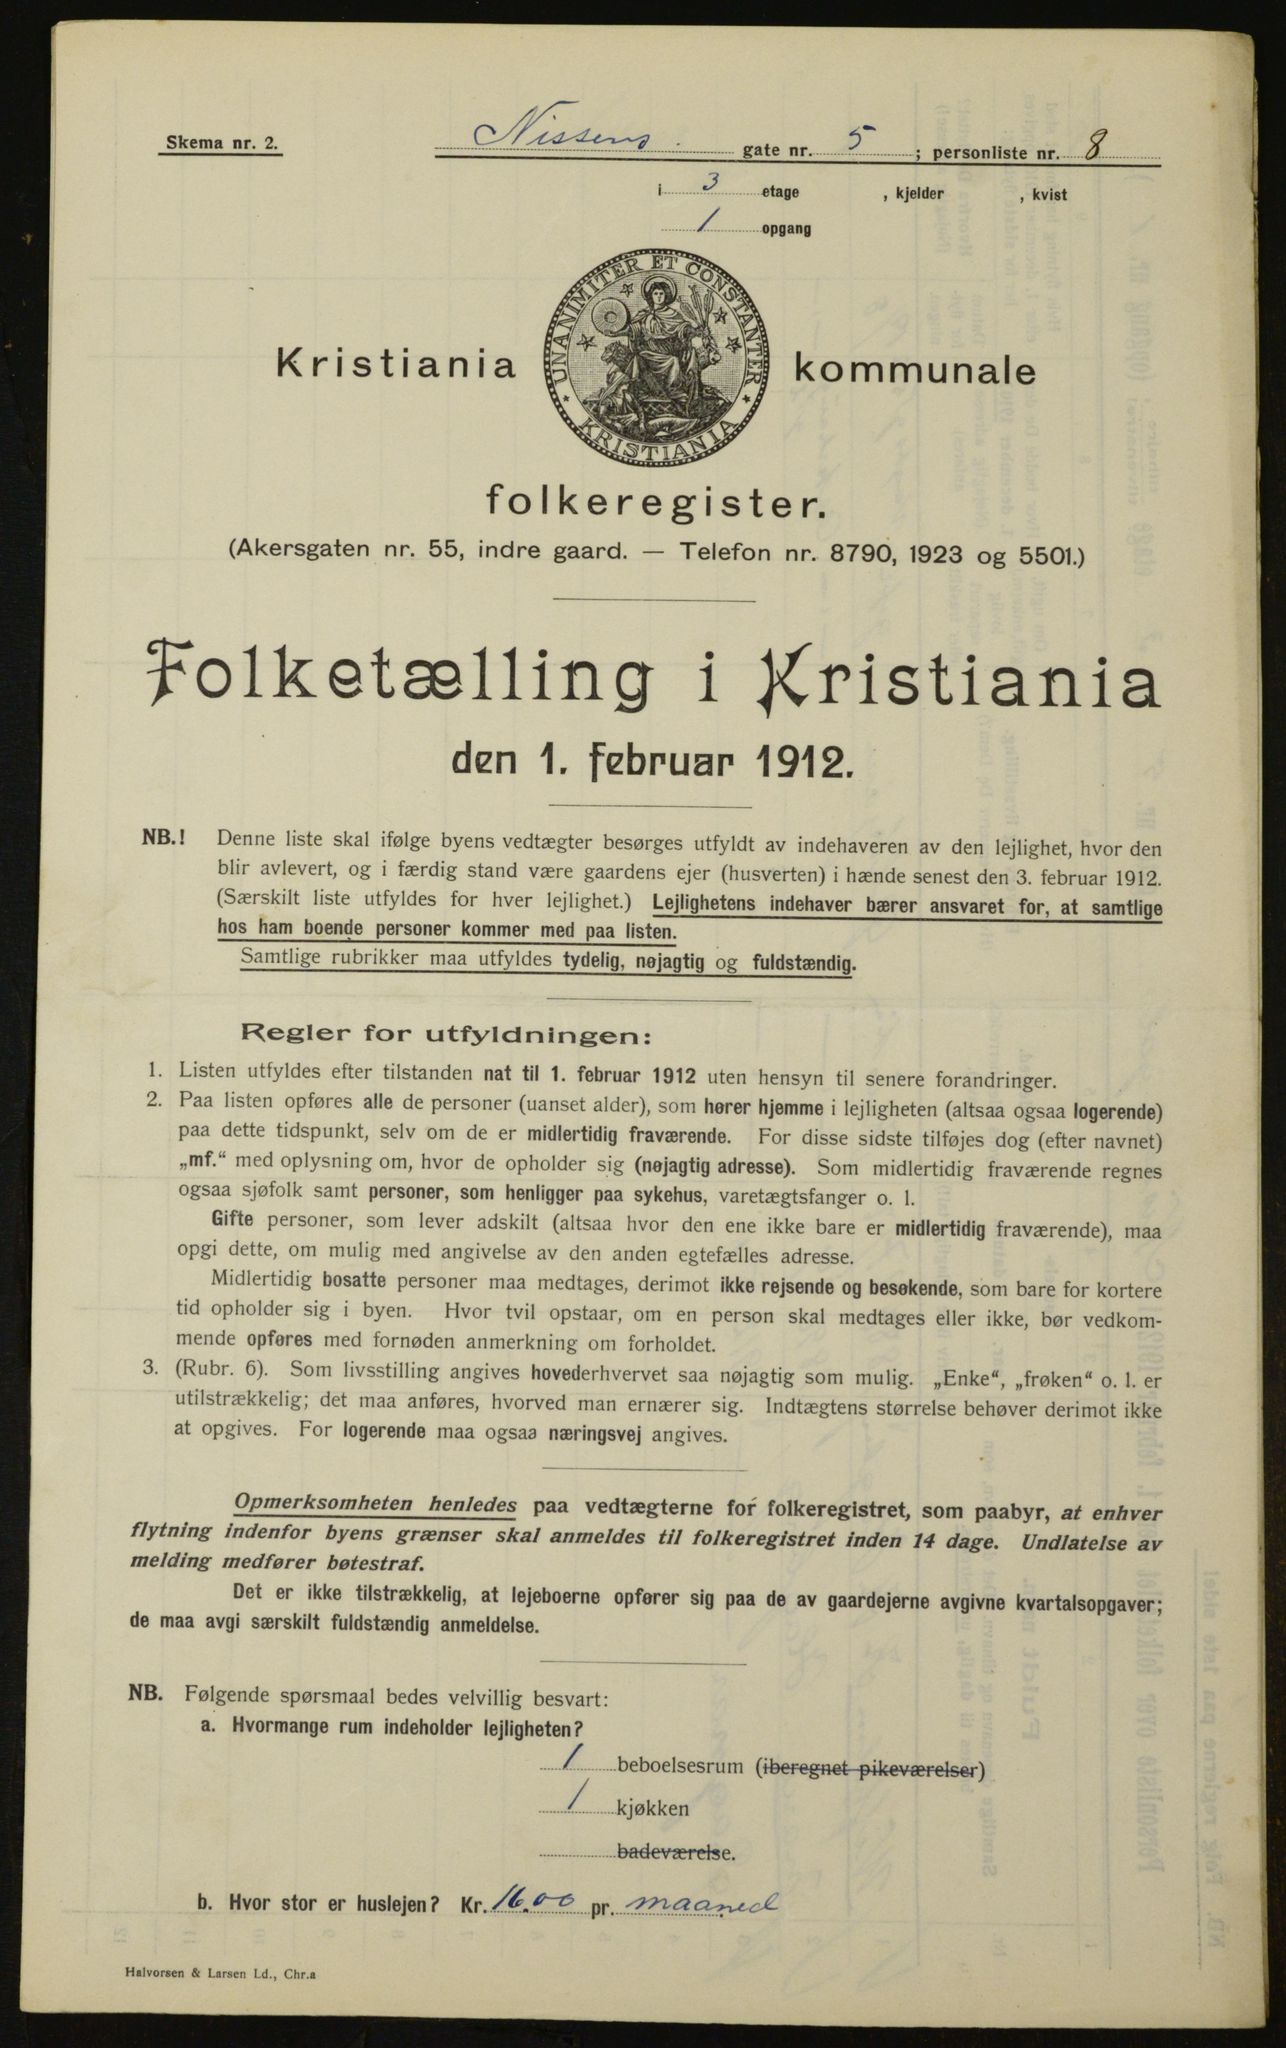 Skema nr. 2.
Nissens gate nr. 5 ; personliste nr. 8
i 3 etage , kjelder , kvist
1 opgang
UNANIMITER ET CONSTANTER
KRISTIANIA
Kristiania kommunale
folkeregister.
(Akersgaten nr. 55, indre gaard. — Telefon nr. 8790, 1923 og 5501.)
Folketælling i Kristiania
den 1. februar 1912.
NB.! Denne liste skal ifølge byens vedtægter besørges utfyldt av indehaveren av den lejlighet, hvor den
blir avlevert, og i færdig stand være gaardens ejer (husverten) i hænde senest den 3. februar 1912.
(Særskilt liste utfyldes for hver lejlighet.) Lejlighetens indehaver bærer ansvaret for, at samtlige
hos ham boende personer kommer med paa listen.
Samtlige rubrikker maa utfyldes tydelig, nøjagtig og fuldstændig.
Regler for utfyldningen:
1. Listen utfyldes efter tilstanden nat til 1. februar 1912 uten hensyn til senere forandringer.
2. Paa listen opføres alle de personer (uanset alder), som hører hjemme i lejligheten (altsaa ogsaa logerende)
paa dette tidspunkt, selv om de er midlertidig fraværende. For disse sidste tilføjes dog (efter navnet)
„mf.“ med oplysning om, hvor de opholder sig (nøjagtig adresse). Som midlertidig fraværende regnes
ogsaa sjøfolk samt personer, som henligger paa sykehus, varetægtsfanger o. l.
Gifte personer, som lever adskilt (altsaa hvor den ene ikke bare er midlertidig fraværende), maa
opgi dette, om mulig med angivelse av den anden egtefælles adresse.
Midlertidig bosatte personer maa medtages, derimot ikke rejsende og besøkende, som bare for kortere
tid opholder sig i byen. Hvor tvil opstaar, om en person skal medtages eller ikke, bør vedkom-
mende opføres med fornøden anmerkning om forholdet.
3. (Rubr. 6). Som livsstilling angives hovederhvervet saa nøjagtig som mulig. „Enke“, „frøken“ o. l. er
utilstrækkelig; det maa anføres, hvorved man ernærer sig. Indtægtens størrelse behøver derimot ikke
at opgives. For logerende maa ogsaa næringsvej angives.
Opmerksomheten henledes paa vedtægterne for folkeregistret, som paabyr, at enhver
flytning indenfor byens grænser skal anmeldes til folkeregistret inden 14 dage. Undlatelse av
melding medfører bøtestraf.
Det er ikke tilstrækkelig, at lejeboerne opfører sig paa de av gaardejerne avgivne kvartalsopgaver;
de maa avgi særskilt fuldstændig anmeldelse.
NB. Følgende spørsmaal bedes velvillig besvart:
a. Hvormange rum indeholder lejligheten?
1 beboelsesrum (iberegnet pikeværelser)
1 kjøkken
badeværelse.
b. Hvor stor er huslejen? Kr. 16.00 pr. maaned
Halvorsen & Larsen Ld., Chr.a